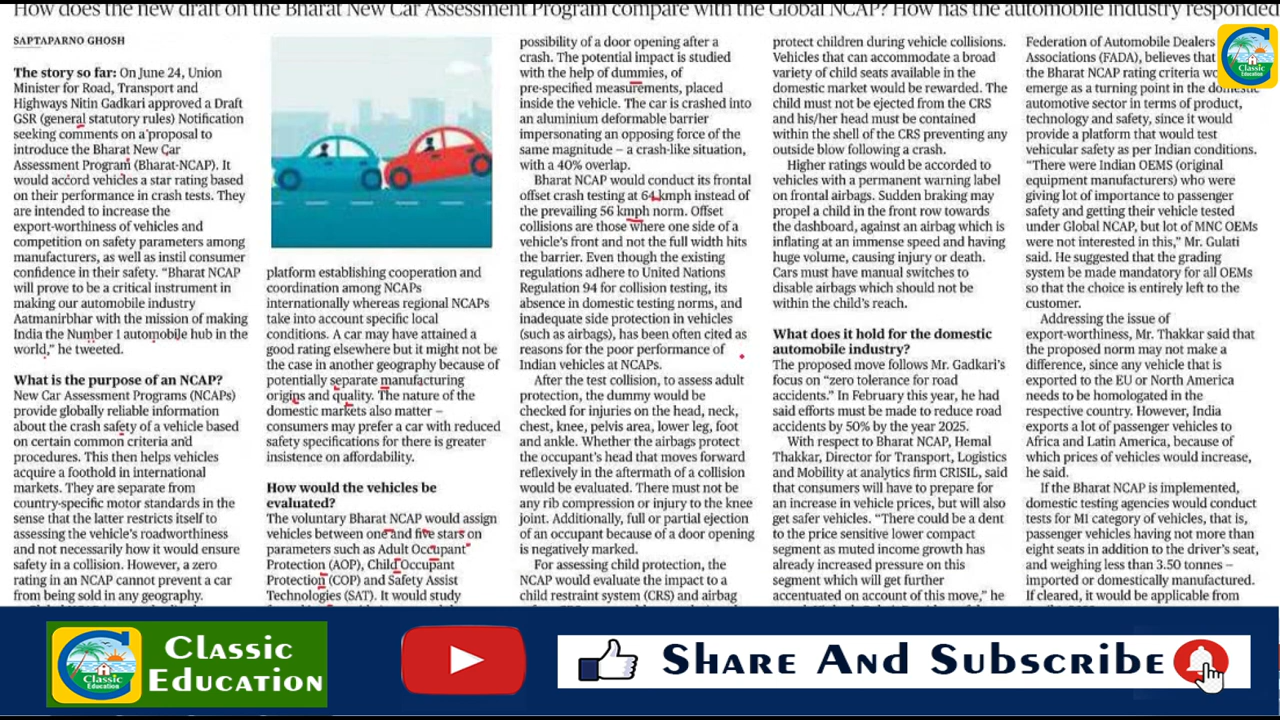 How does the new draft on the Bharat New Car Assessment Program compare with the Global NCAP? How has the automobile industry responded
SAPTAPARNO GHOSH
The story so far: On June 24, Union
Minister for Road, Transport and
Highways Nitin Gadkari approved a Draft
GSR (general statutory rules) Notification
seeking comments on a proposal to
introduce the Bharat New Car
Assessment Program (Bharat-NCAP). It
would accord vehicles a star rating based
on their performance in crash tests. They
are intended to increase the
export-worthiness of vehicles and
competition on safety parameters among
manufacturers, as well as instil consumer
confidence in their safety. “Bharat NCAP
will prove to be a critical instrument in
making our automobile industry
Aatmanirbhar with the mission of making
India the Number 1 automobile hub in the
world,” he tweeted.
What is the purpose of an NCAP?
New Car Assessment Programs (NCAPs)
provide globally reliable information
about the crash safety of a vehicle based
on certain common criteria and
procedures. This then helps vehicles
acquire a foothold in international
markets. They are separate from
country-specific motor standards in the
sense that the latter restricts itself to
assessing the vehicle's roadworthiness
and not necessarily how it would ensure
safety in a collision. However, a zero
rating in an NCAP cannot prevent a car
from being sold in any geography.
platform establishing cooperation and
coordination among NCAPs
internationally whereas regional NCAPs
take into account specific local
conditions. A car may have attained a
good rating elsewhere but it might not be
the case in another geography because of
potentially separate manufacturing
origins and quality. The nature of the
domestic markets also matter –
consumers may prefer a car with reduced
safety specifications for there is greater
insistence on affordability.
How would the vehicles be
evaluated?
The voluntary Bharat NCAP would assign
vehicles between one and five stars on
parameters such as Adult Occupant
Protection (AOP), Child Occupant
Protection (COP) and Safety Assist
Technologies (SAT). It would study
possibility of a door opening after a
crash. The potential impact is studied
with the help of dummies, of
pre-specified measurements, placed
inside the vehicle. The car is crashed into
an aluminium deformable barrier
impersonating an opposing force of the
same magnitude – a crash-like situation,
with a 40% overlap.
Bharat NCAP would conduct its frontal
offset crash testing at 64 kmph instead of
the prevailing 56 kmph norm. Offset
collisions are those where one side of a
vehicle's front and not the full width hits
the barrier. Even though the existing
regulations adhere to United Nations
Regulation 94 for collision testing, its
absence in domestic testing norms, and
inadequate side protection in vehicles
(such as airbags), has been often cited as
reasons for the poor performance of
Indian vehicles at NCAPs.
After the test collision, to assess adult
protection, the dummy would be
checked for injuries on the head, neck,
chest, knee, pelvis area, lower leg, foot
and ankle. Whether the airbags protect
the occupant's head that moves forward
reflexively in the aftermath of a collision
would be evaluated. There must not be
any rib compression or injury to the knee
joint. Additionally, full or partial ejection
of an occupant because of a door opening
is negatively marked.
For assessing child protection, the
NCAP would evaluate the impact to a
child restraint system (CRS) and airbag
protect children during vehicle collisions.
Vehicles that can accommodate a broad
variety of child seats available in the
domestic market would be rewarded. The
child must not be ejected from the CRS
and his/her head must be contained
within the shell of the CRS preventing any
outside blow following a crash.
Higher ratings would be accorded to
vehicles with a permanent warning label
on frontal airbags. Sudden braking may
propel a child in the front row towards
the dashboard, against an airbag which is
inflating at an immense speed and having
huge volume, causing injury or death.
Cars must have manual switches to
disable airbags which should not be
within the child's reach.
What does it hold for the domestic
automobile industry?
The proposed move follows Mr. Gadkari's
focus on “zero tolerance for road
accidents.” In February this year, he had
said efforts must be made to reduce road
accidents by 50% by the year 2025.
With respect to Bharat NCAP, Hemal
Thakkar, Director for Transport, Logistics
and Mobility at analytics firm CRISIL, said
that consumers will have to prepare for
an increase in vehicle prices, but will also
get safer vehicles. “There could be a dent
to the price sensitive lower compact
segment as muted income growth has
already increased pressure on this
segment which will get further
accentuated on account of this move,” he
Federation of Automobile Dealers
Associations (FADA), believes that
the Bharat NCAP rating criteria
emerge as a turning point in the domestic
automotive sector in terms of product,
technology and safety, since it would
provide a platform that would test
vehicular safety as per Indian conditions.
“There were Indian OEMS (original
equipment manufacturers) who were
giving lot of importance to passenger
safety and getting their vehicle tested
under Global NCAP, but lot of MNC OEMs
were not interested in this,” Mr. Gulati
said. He suggested that the grading
system be made mandatory for all OEMs
so that the choice is entirely left to the
customer.
Addressing the issue of
export-worthiness, Mr. Thakkar said that
the proposed norm may not make a
difference, since any vehicle that is
exported to the EU or North America
needs to be homologated in the
respective country. However, India
exports a lot of passenger vehicles to
Africa and Latin America, because of
which prices of vehicles would increase,
he said.
If the Bharat NCAP is implemented,
domestic testing agencies would conduct
tests for M1 category of vehicles, that is,
passenger vehicles having not more than
eight seats in addition to the driver's seat,
and weighing less than 3.50 tonnes –
imported or domestically manufactured.
If cleared, it would be applicable from
Classic
Education
Classic
Education
Classic
Education
Share And Subscribe